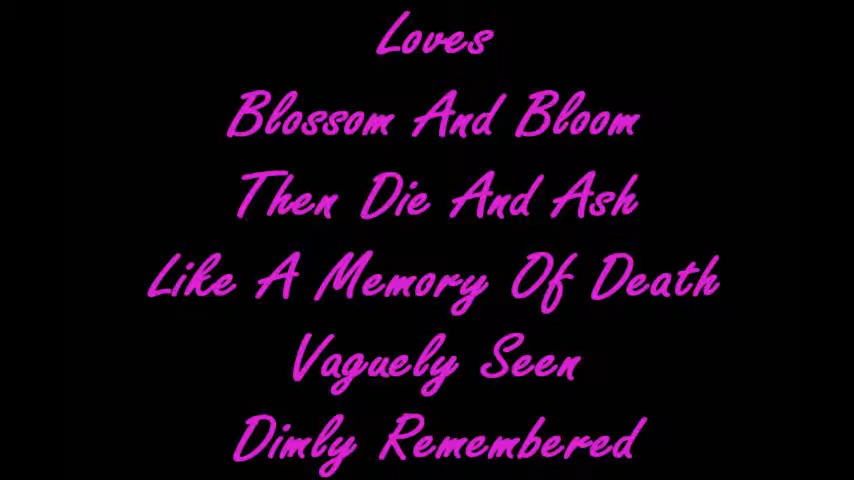 Loves
Blossom And Bloom
Then Die And Ash
Like A Memory Of Death
Vaguely Seen
Dimly Remembered